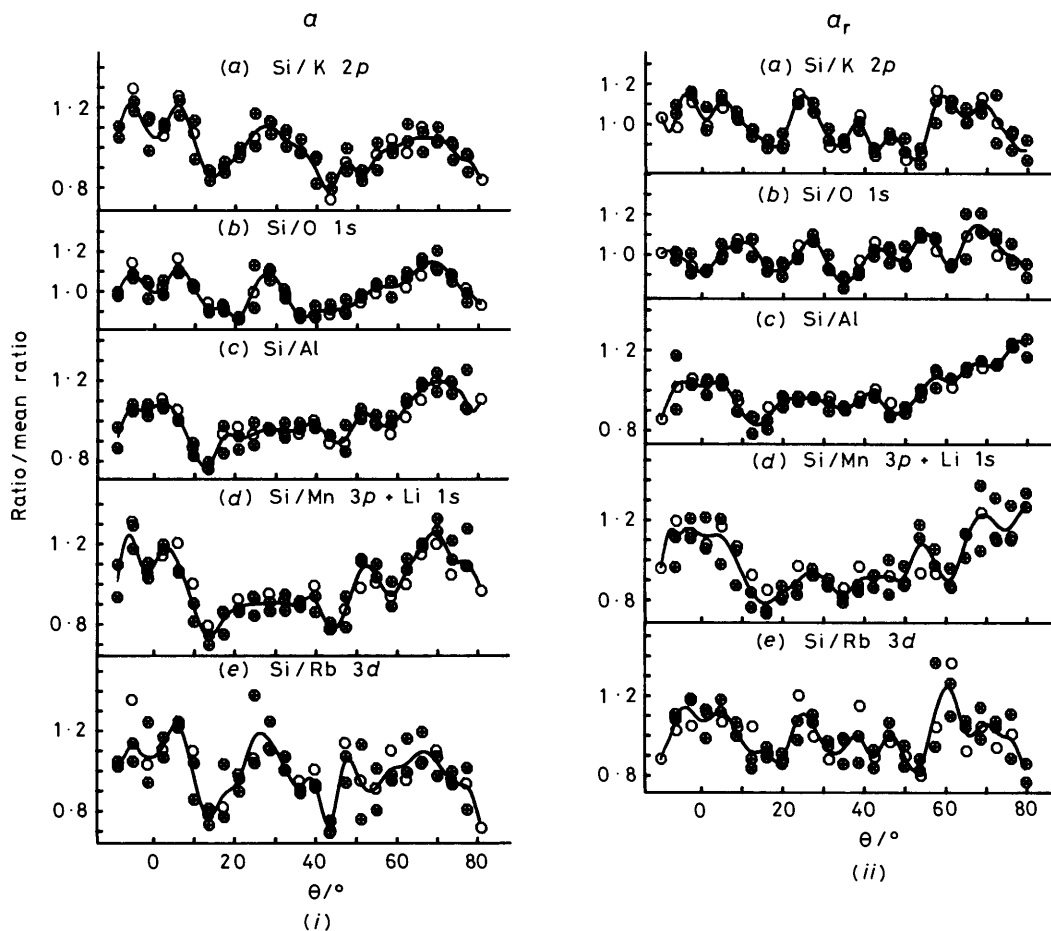 α
(a) Si/K 2p
1·2
0·8
(b) Si/O 1s
1·2
1·0
(c) Si/Al
1·2
0·8
(d) Si/Mn 3p + Li 1s
1·2
0·8
(e) Si/Rb 3d
1·2
0·8
0 20 40 60 80
θ/°
(i)
Ratio/mean ratio
αr
(a) Si/K 2p
1·2
1·0
(b) Si/O 1s
1·2
1·0
(c) Si/Al
1·2
0·8
(d) Si/Mn 3p + Li 1s
1·2
0·8
(e) Si/Rb 3d
1·2
0·8
0 20 40 60 80
θ/°
(ii)